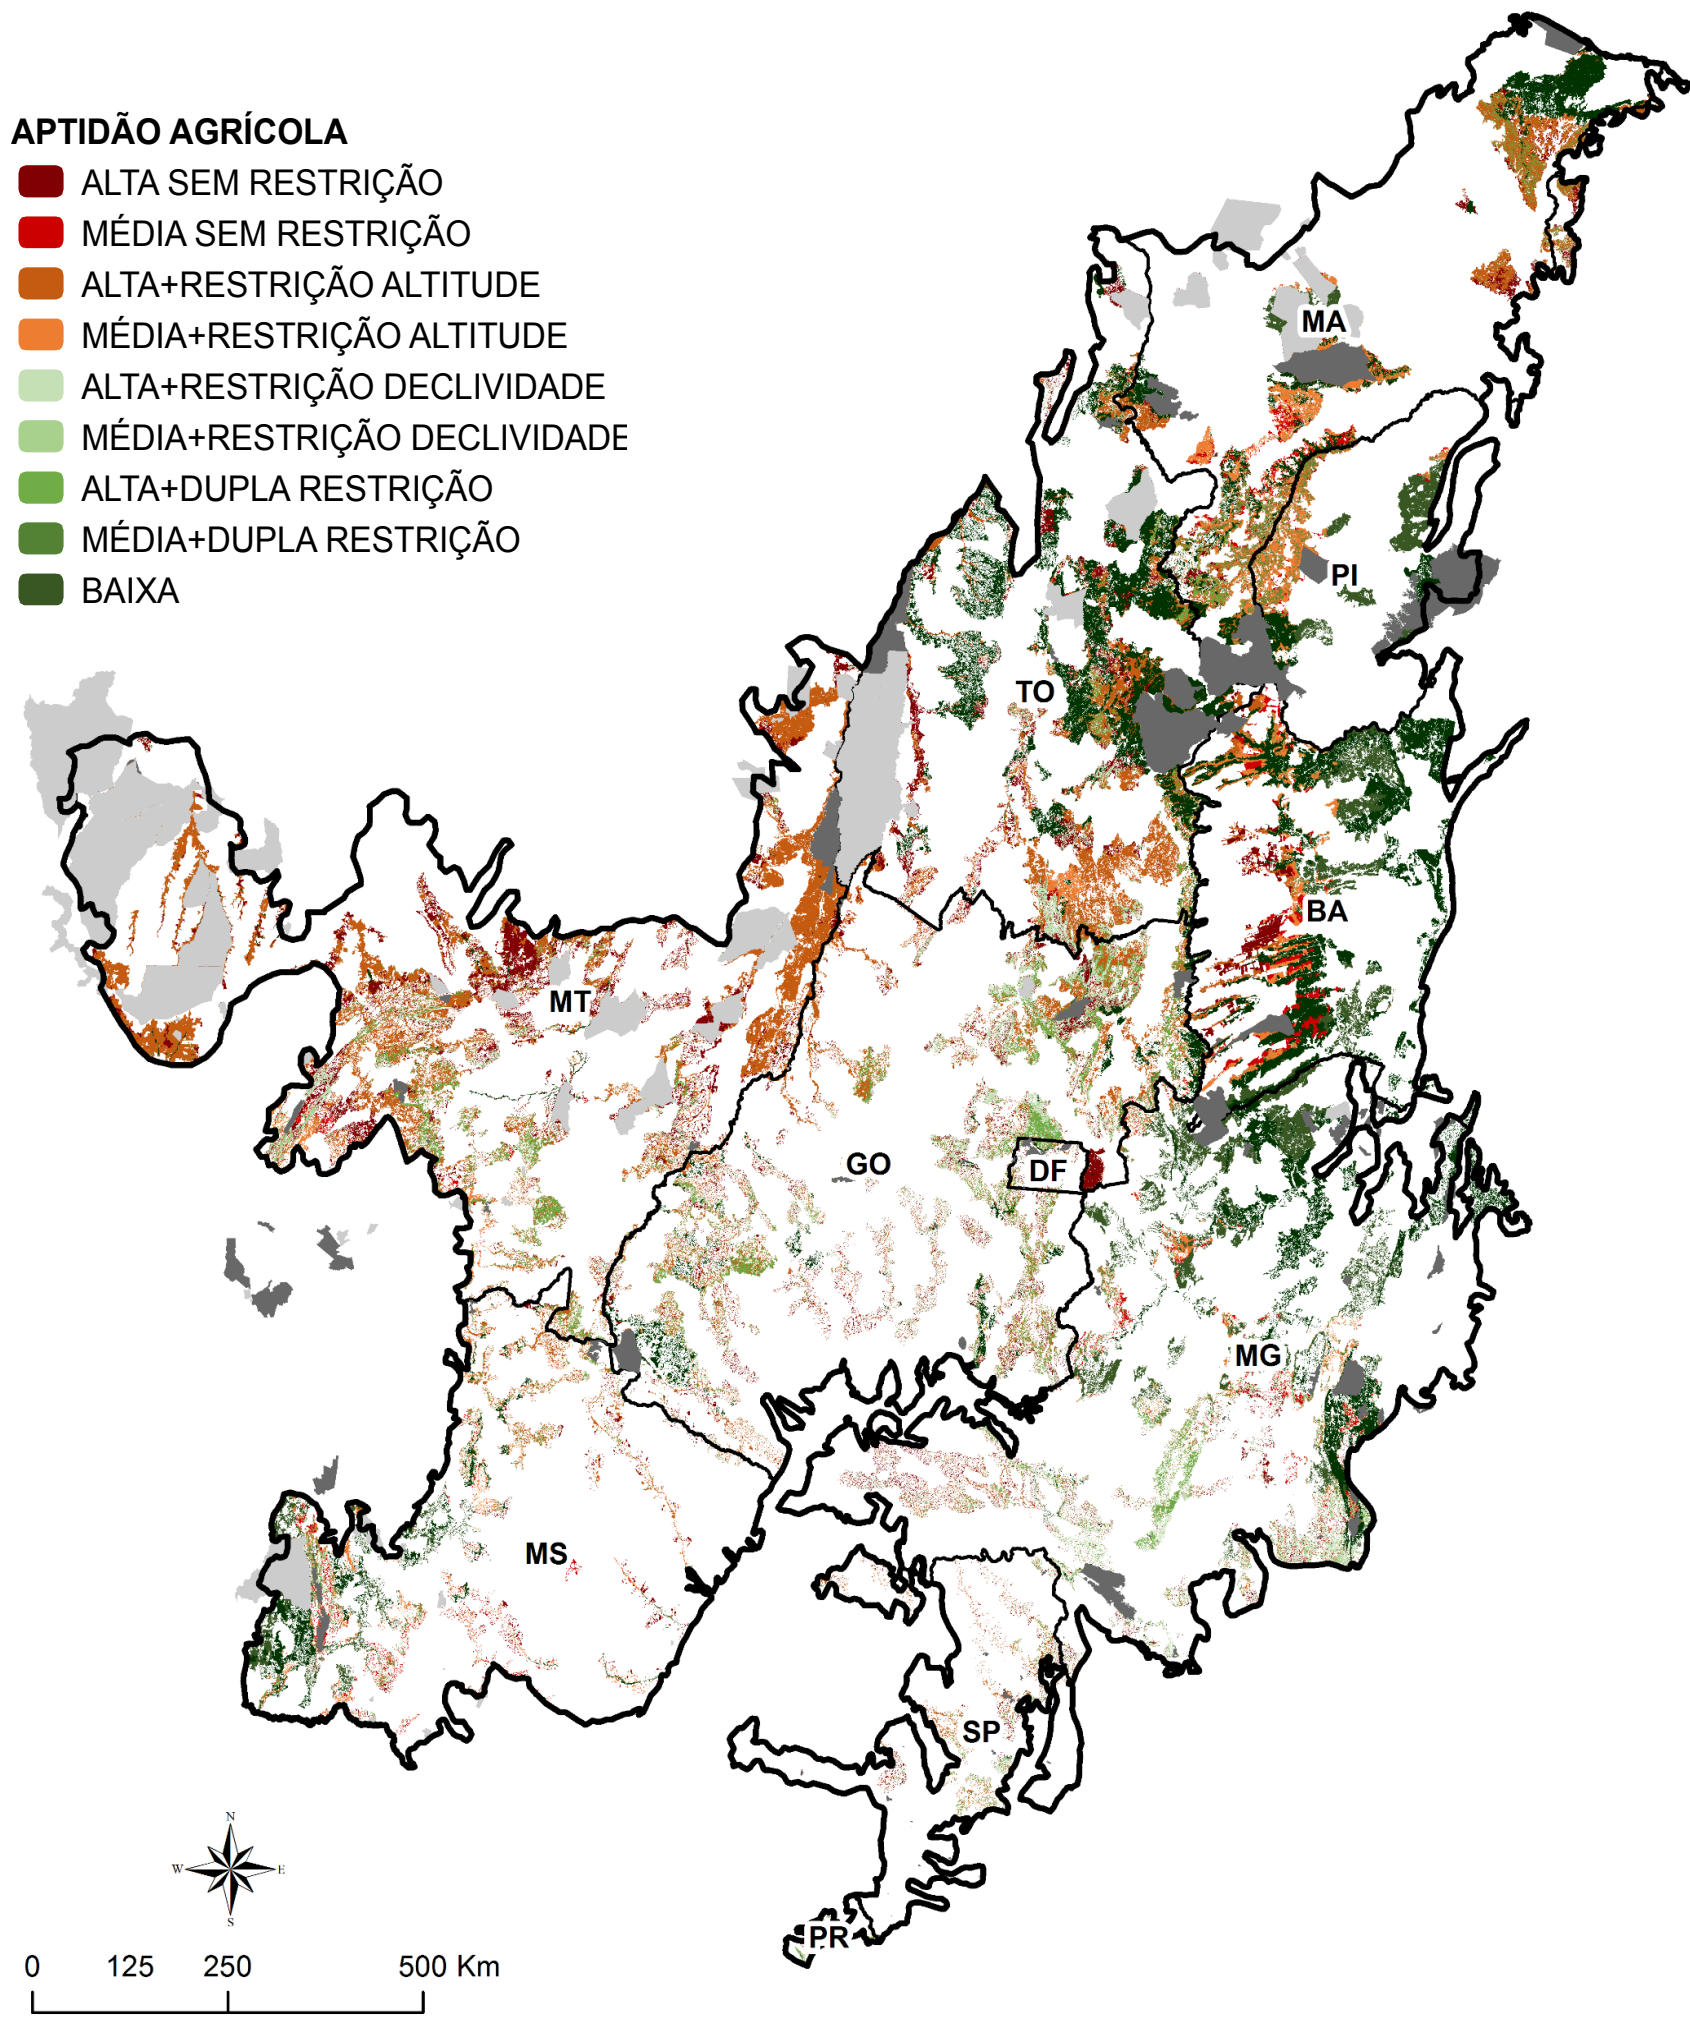 APTIDÃO AGRÍCOLA
ALTA SEM RESTRIÇÃO
MÉDIA SEM RESTRIÇÃO
ALTA+RESTRIÇÃO ALTITUDE
MÉDIA+RESTRIÇÃO ALTITUDE
ALTA+RESTRIÇÃO DECLIVIDADE
MÉDIA+RESTRIÇÃO DECLIVIDADE
ALTA+DUPLA RESTRIÇÃO
MÉDIA+DUPLA RESTRIÇÃO
BAIXA
MA
PI
TO
BA
MT
GO
DF
MG
MS
SP
PR
N
W E
S
0 125 250 500 Km